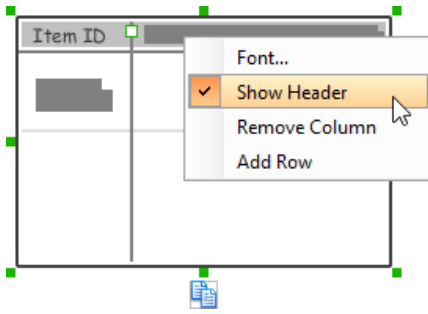 Item ID
Font...
Show Header
Remove Column
Add Row